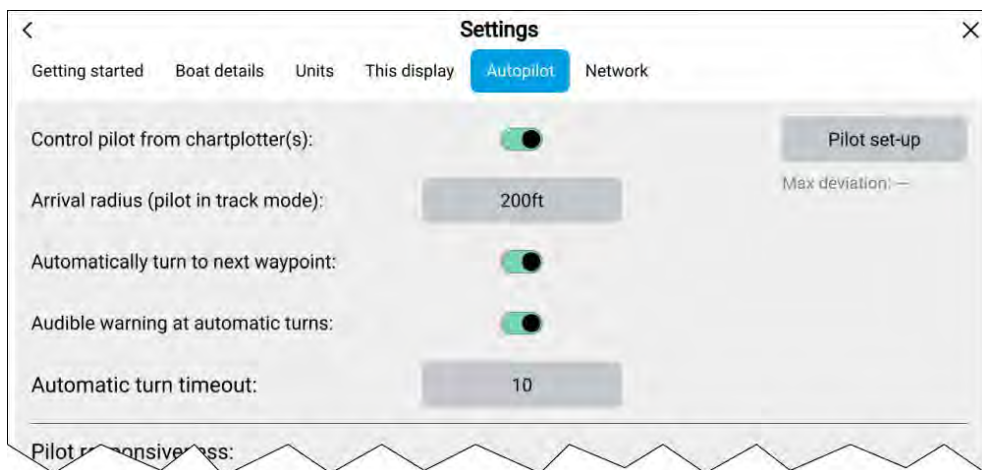 Settings
Getting started Boat details Units This display Autopilot Network
Control pilot from chartplotter(s):
Pilot set-up
Max deviation: —
Arrival radius (pilot in track mode): 200ft
Automatically turn to next waypoint:
Audible warning at automatic turns:
Automatic turn timeout: 10
Pilot